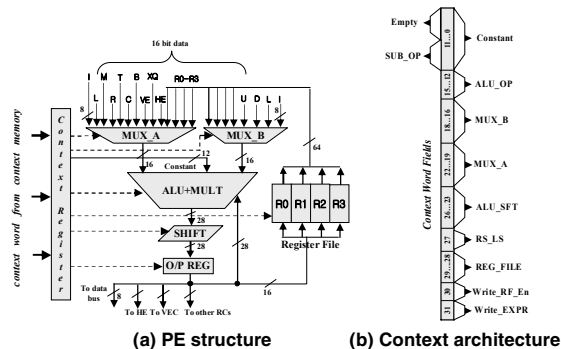 16 bit data
I M T B XQ R0-R3
L R C VE HE U D L I
8 8
MUX_A MUX_B
16 12 16 64
Constant
ALU+MULT
R0 R1 R2 R3
Register File
28
SHIFT
28 28
O/P REG
To data bus
8 16
To HE To VEC To other RCs
context word from context memory
Context Register
(a) PE structure
Context Word Fields
Empty
SUB_OP
11...0 Constant
15...12 ALU_OP
18...16 MUX_B
22...19 MUX_A
26...23 ALU_SFT
27 RS_LS
29...28 REG_FILE
30 Write_RF_En
31 Write_EXPR
(b) Context architecture